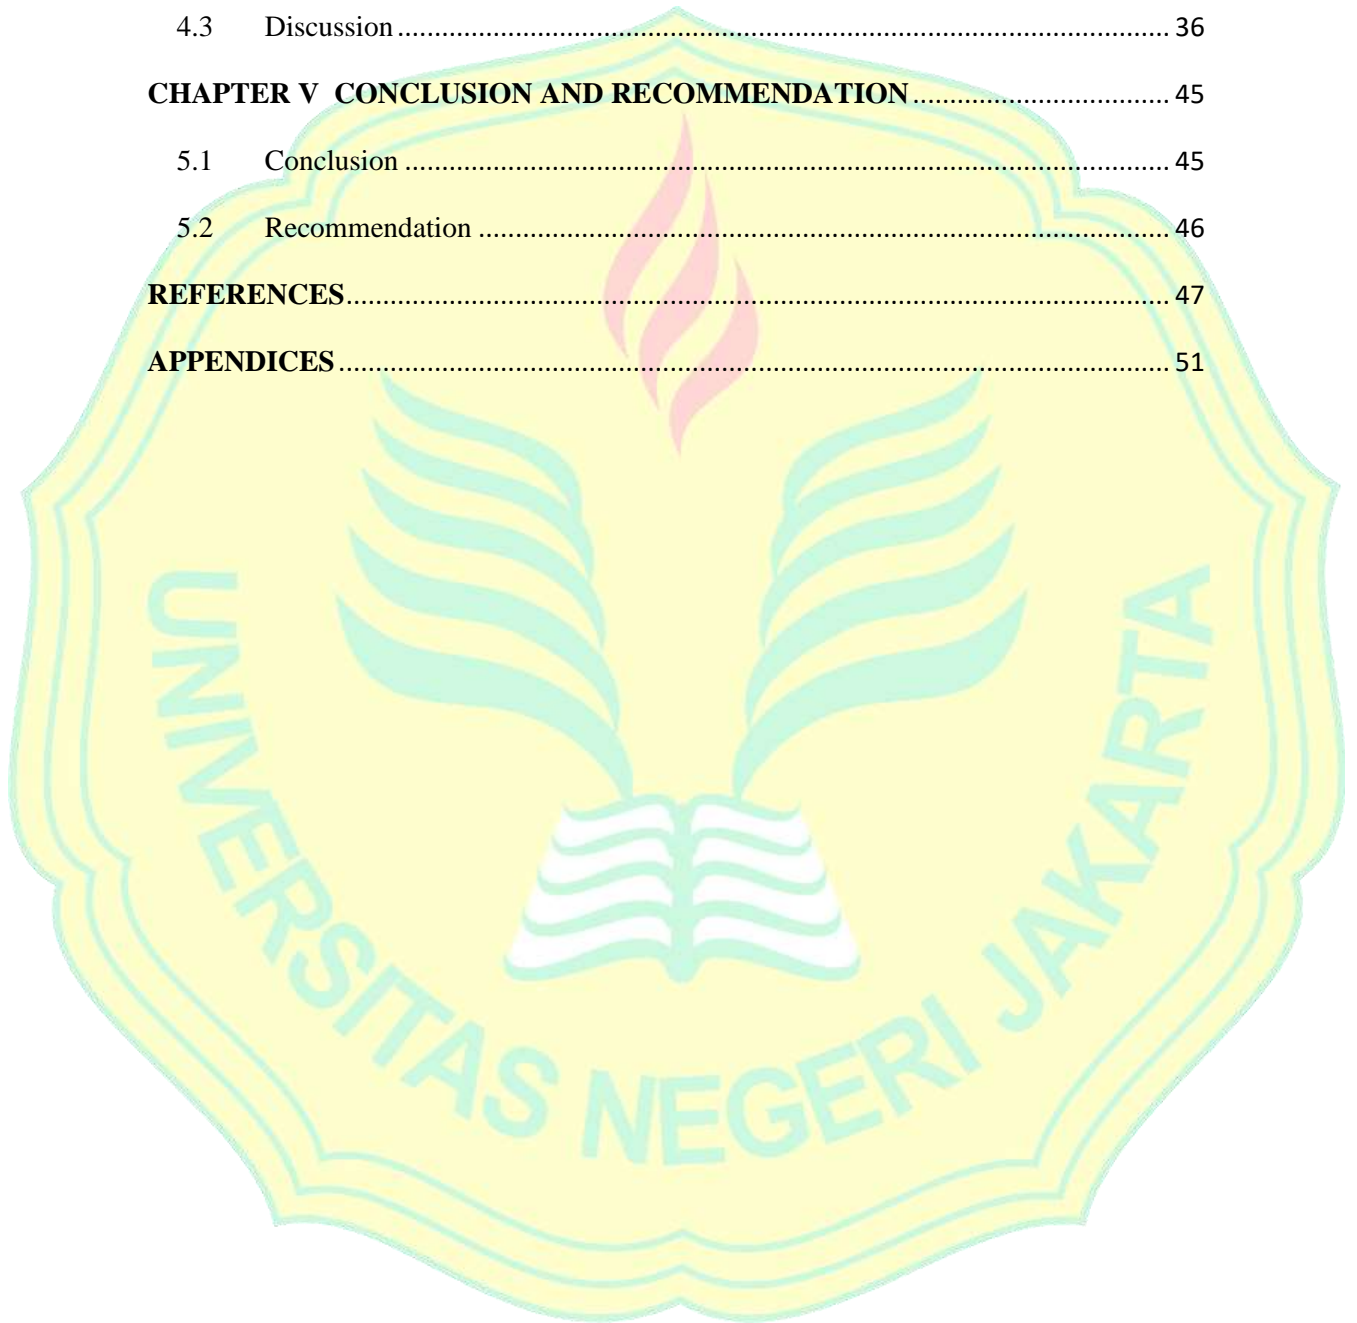 4.3 Discussion.......................................................................................................... 36
CHAPTER V  CONCLUSION AND RECOMMENDATION................................... 45
5.1 Conclusion ........................................................................................................ 45
5.2 Recommendation .............................................................................................. 46
REFERENCES................................................................................................................ 47
APPENDICES................................................................................................................. 51
UNIVERSITAS NEGERI JAKARTA